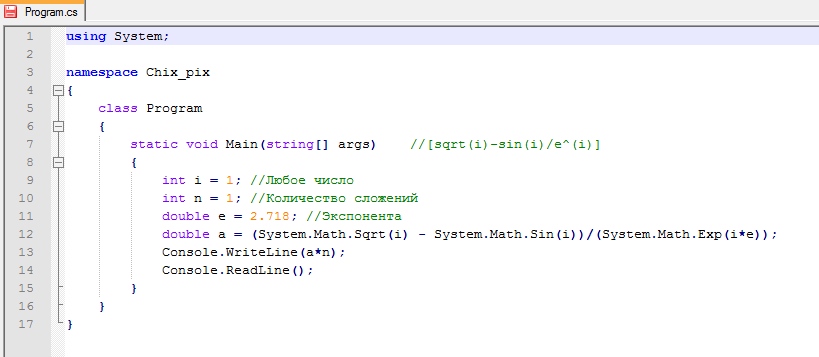 Program.cs
1 using System;
2
3 namespace Chix_pix
4 {
5 class Program
6 {
7 static void Main(string[] args) //[sqrt(i)-sin(i)/e^(i)]
8 {
9 int i = 1; //Любое число
10 int n = 1; //Количество сложений
11 double e = 2.718; //Экспонента
12 double a = (System.Math.Sqrt(i) - System.Math.Sin(i))/(System.Math.Exp(i*e));
13 Console.WriteLine(a*n);
14 Console.ReadLine();
15 }
16 }
17 }